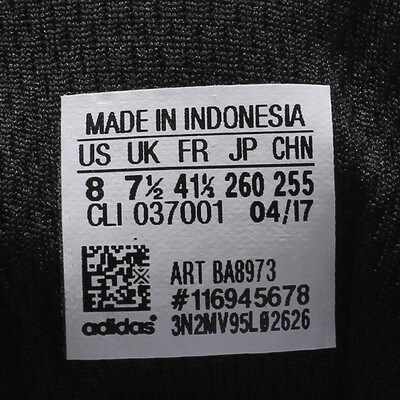 MADE IN INDONESIA
US UK FR JP CHN
8 7½ 41⅓ 260 255
CLI 037001 04/17
ART BA8973
#116945678
adidas 3N2MV95LØ2626